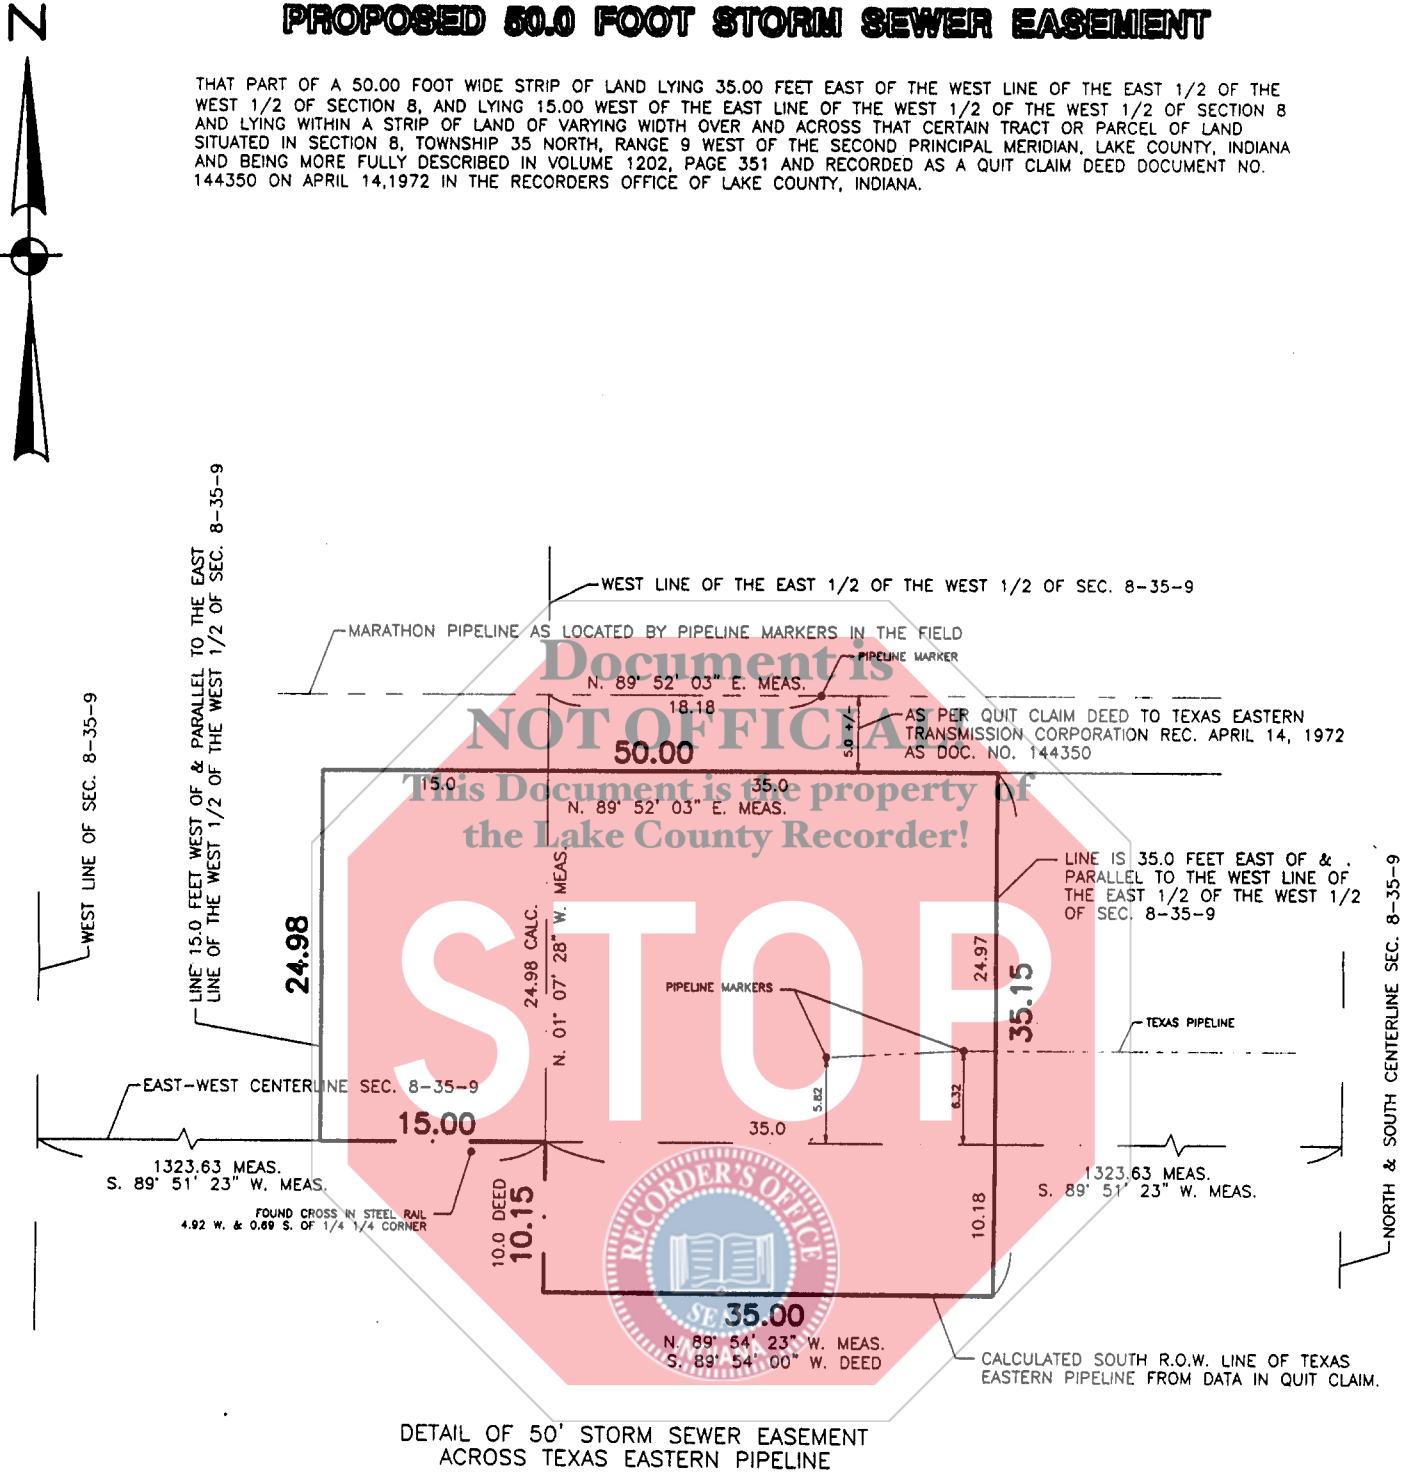 N
PROPOSED 50.0 FOOT STORM SEWER EASEMENT
THAT PART OF A 50.00 FOOT WIDE STRIP OF LAND LYING 35.00 FEET EAST OF THE WEST LINE OF THE EAST 1/2 OF THE
WEST 1/2 OF SECTION 8, AND LYING 15.00 WEST OF THE EAST LINE OF THE WEST 1/2 OF THE WEST 1/2 OF SECTION 8
AND LYING WITHIN A STRIP OF LAND OF VARYING WIDTH OVER AND ACROSS THAT CERTAIN TRACT OR PARCEL OF LAND
SITUATED IN SECTION 8, TOWNSHIP 35 NORTH, RANGE 9 WEST OF THE SECOND PRINCIPAL MERIDIAN, LAKE COUNTY, INDIANA
AND BEING MORE FULLY DESCRIBED IN VOLUME 1202, PAGE 351 AND RECORDED AS A QUIT CLAIM DEED DOCUMENT NO.
144350 ON APRIL 14,1972 IN THE RECORDERS OFFICE OF LAKE COUNTY, INDIANA.
WEST LINE OF SEC. 8-35-9
LINE 15.0 FEET WEST OF & PARALLEL TO THE EAST
LINE OF THE WEST 1/2 OF THE WEST 1/2 OF SEC. 8-35-9
WEST LINE OF THE EAST 1/2 OF THE WEST 1/2 OF SEC. 8-35-9
MARATHON PIPELINE AS LOCATED BY PIPELINE MARKERS IN THE FIELD
Document is
PIPELINE MARKER
N. 89° 52' 03" E. MEAS.
18.18
NOT OFFICIAL!
5.0 +/-
AS PER QUIT CLAIM DEED TO TEXAS EASTERN
TRANSMISSION CORPORATION REC. APRIL 14, 1972
AS DOC. NO. 144350
50.00
15.0
35.0
This Document is the property of
N. 89° 52' 03" E. MEAS.
the Lake County Recorder!
LINE IS 35.0 FEET EAST OF &
PARALLEL TO THE WEST LINE OF
THE EAST 1/2 OF THE WEST 1/2
OF SEC. 8-35-9
24.98
24.98 CALC.
N. 01° 07' 28" W. MEAS.
STOP
24.97
35.15
PIPELINE MARKERS
TEXAS PIPELINE
5.82
6.32
NORTH & SOUTH CENTERLINE SEC. 8-35-9
EAST-WEST CENTERLINE SEC. 8-35-9
15.00
35.0
1323.63 MEAS.
S. 89° 51' 23" W. MEAS.
1323.63 MEAS.
S. 89° 51' 23" W. MEAS.
FOUND CROSS IN STEEL RAIL
4.92 W. & 0.69 S. OF 1/4 1/4 CORNER
10.0 DEED
10.15
10.18
RECORDER'S OFFICE
SEAL
INDIANA
35.00
N. 89° 54' 23" W. MEAS.
S. 89° 54' 00" W. DEED
CALCULATED SOUTH R.O.W. LINE OF TEXAS
EASTERN PIPELINE FROM DATA IN QUIT CLAIM.
DETAIL OF 50' STORM SEWER EASEMENT
ACROSS TEXAS EASTERN PIPELINE